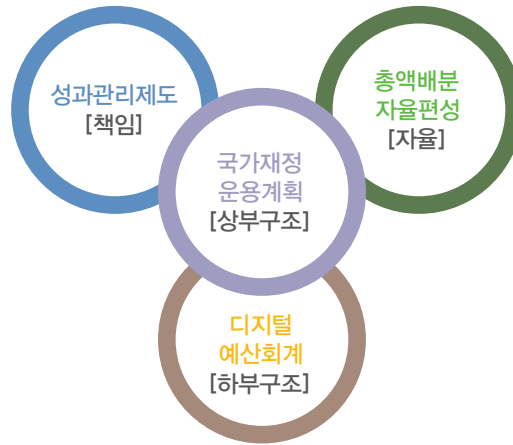 성과관리제도
[책임]
총액배분
자율편성
[자율]
국가재정
운용계획
[상부구조]
디지털
예산회계
[하부구조]